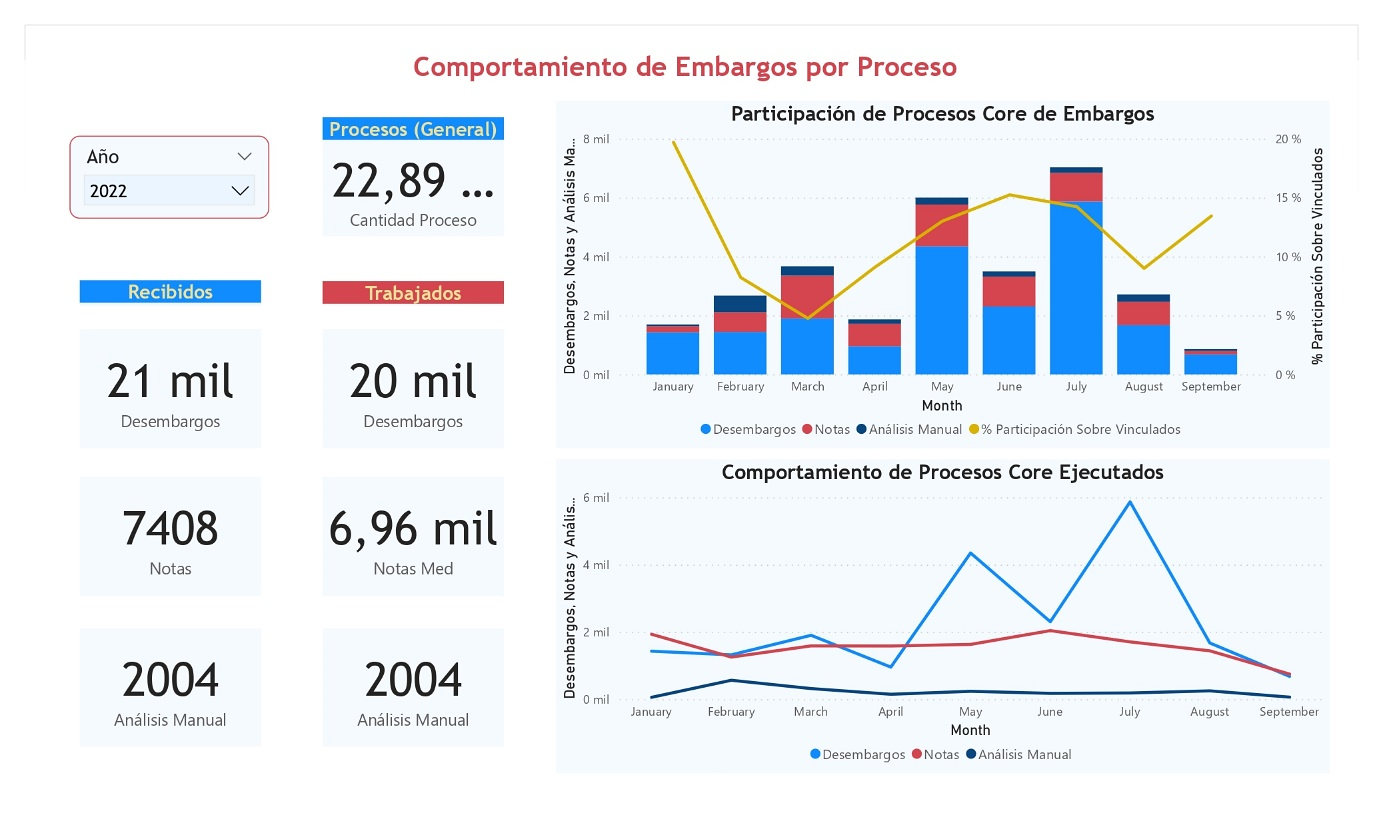 Comportamiento de Embargos por Proceso
Año
2022
Procesos (General)
22,89 ...
Cantidad Proceso
Recibidos
Trabajados
21 mil
Desembargos
20 mil
Desembargos
7408
Notas
6,96 mil
Notas Med
2004
Análisis Manual
2004
Análisis Manual
Participación de Procesos Core de Embargos
Desembargos, Notas y Análisis Ma...
8 mil
6 mil
4 mil
2 mil
0 mil
20 %
15 %
10 %
5 %
0 %
% Participación Sobre Vinculados
January February March April May June July August September
Month
Desembargos Notas Análisis Manual % Participación Sobre Vinculados
Comportamiento de Procesos Core Ejecutados
Desembargos, Notas y Anális...
6 mil
4 mil
2 mil
0 mil
January February March April May June July August September
Month
Desembargos Notas Análisis Manual